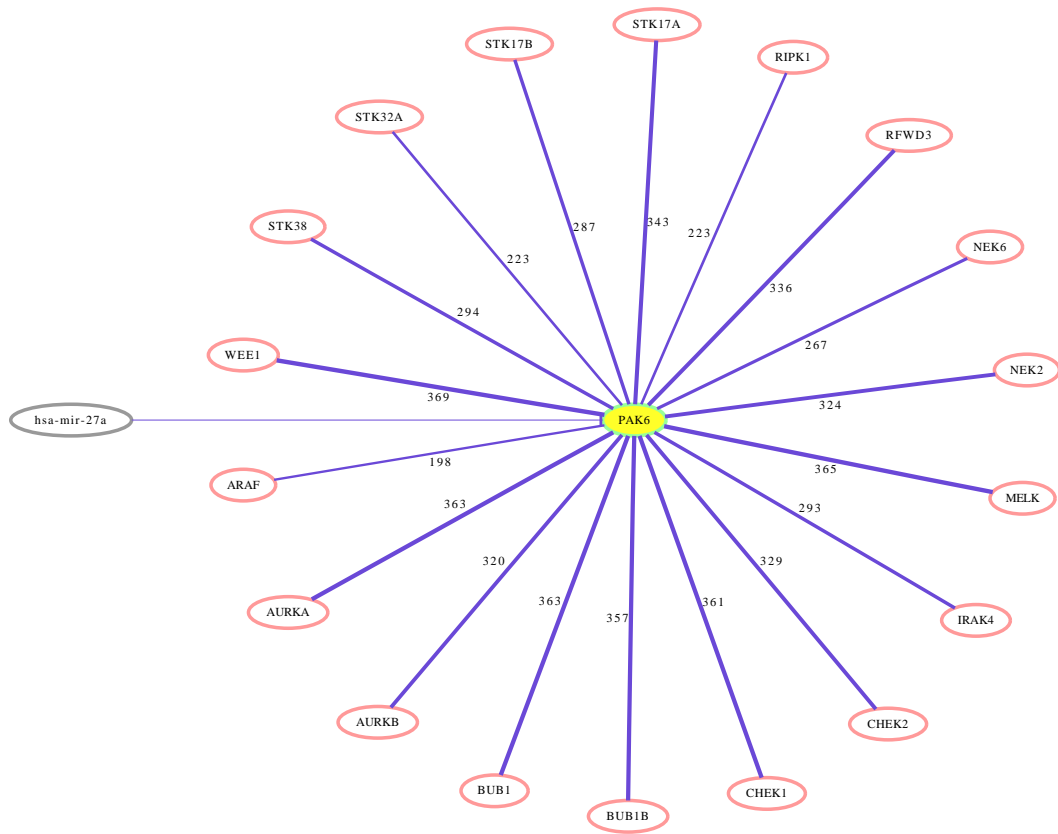 STK17A
STK17B
RIPK1
STK32A
RFWD3
STK38
287
343
223
NEK6
223
336
294
267
WEE1
369
NEK2
324
hsa-mir-27a
PAK6
198
365
ARAF
363
MELK
293
320
329
363
361
357
AURKA
IRAK4
AURKB
CHEK2
BUB1
CHEK1
BUB1B